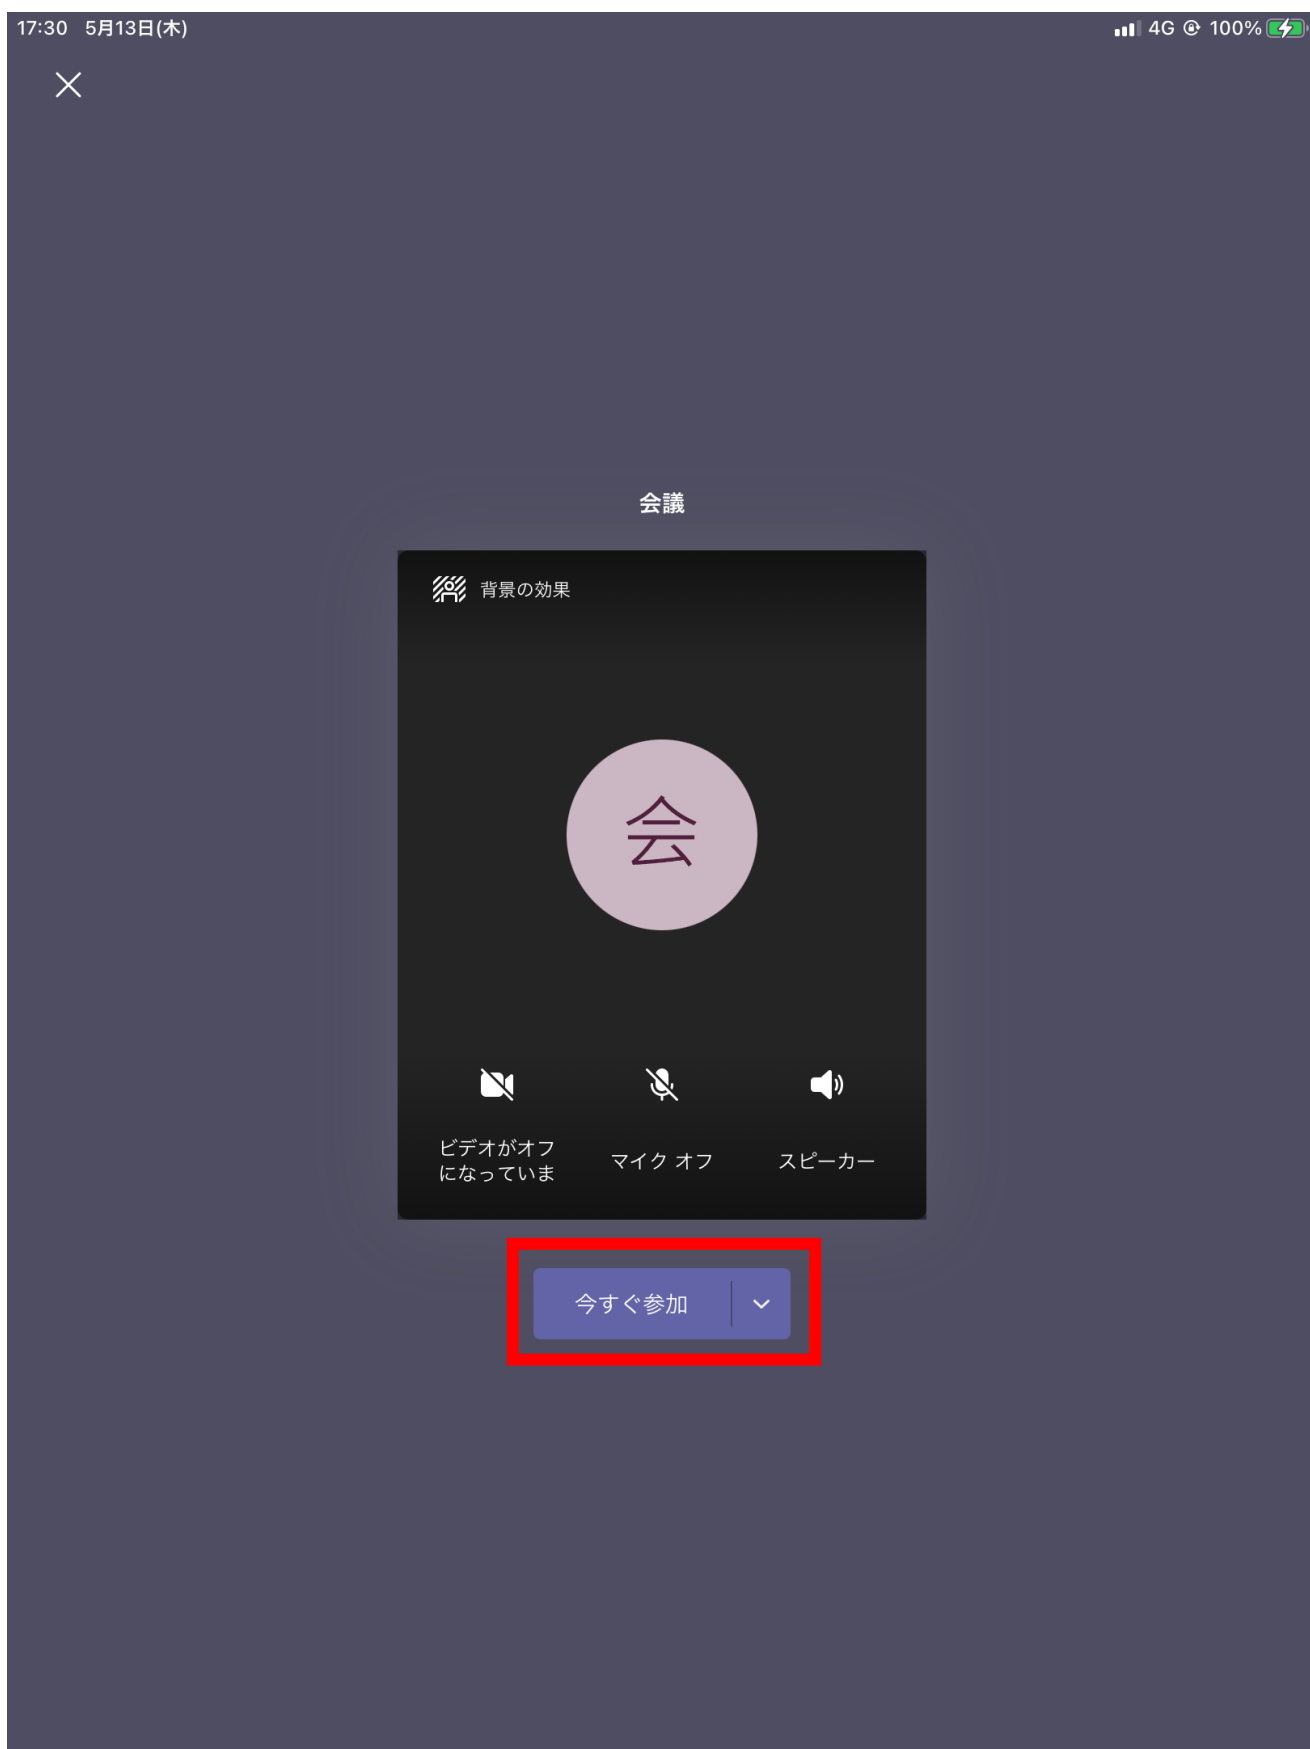 17:30 5月13日(木)
4G 100%
会議
背景の効果
会
ビデオがオフ
になっていま
マイク オフ
スピーカー
今すぐ参加